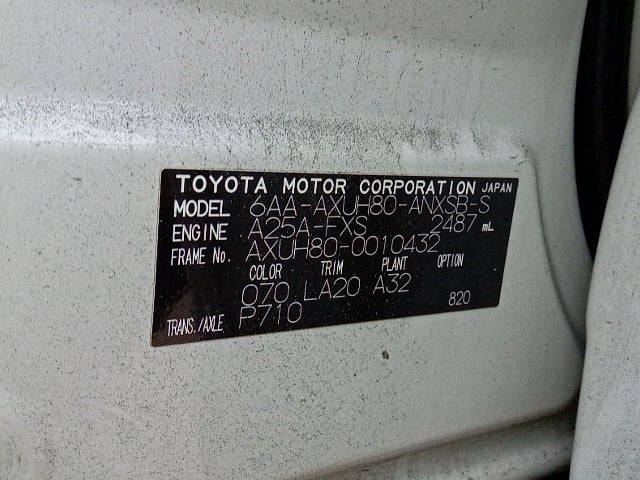 TOYOTA MOTOR CORPORATION JAPAN
MODEL 6AA-AXUH80-ANXSB-S
ENGINE A25A-FXS 2487 mL
FRAME No. AXUH80-0010432
COLOR TRIM PLANT OPTION
070 LA20 A32
TRANS./AXLE P710 820